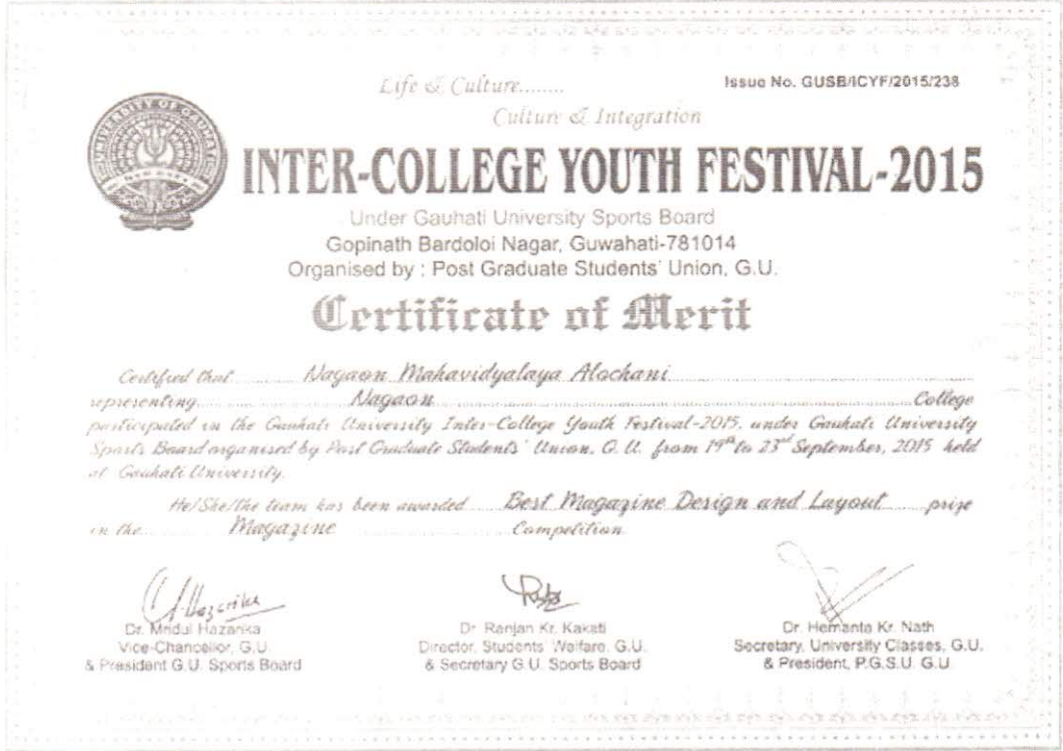 Life & Culture........
Issue No. GUSB/ICYF/2015/238
Culture & Integration
UNIVERSITY OF GAUHATI
INTER-COLLEGE YOUTH FESTIVAL-2015
Under Gauhati University Sports Board
Gopinath Bardoloi Nagar, Guwahati-781014
Organised by : Post Graduate Students' Union, G.U.
Certificate of Merit
Certified that Nagaon Mahavidyalaya Alochani
representing Nagaon College
participated in the Gauhati University Inter-College Youth Festival-2015, under Gauhati University
Sports Board organised by Post Graduate Students' Union, G.U. from 19th to 23rd September, 2015 held
at Gauhati University.
He/She/the team has been awarded Best Magazine Design and Layout prize
in the Magazine Competition.
Dr. Mridul Hazarika
Vice-Chancellor, G.U.
& President G.U. Sports Board
Dr. Ranjan Kr. Kakati
Director, Students' Welfare, G.U.
& Secretary G.U. Sports Board
Dr. Hemanta Kr. Nath
Secretary, University Classes, G.U.
& President, P.G.S.U. G.U.